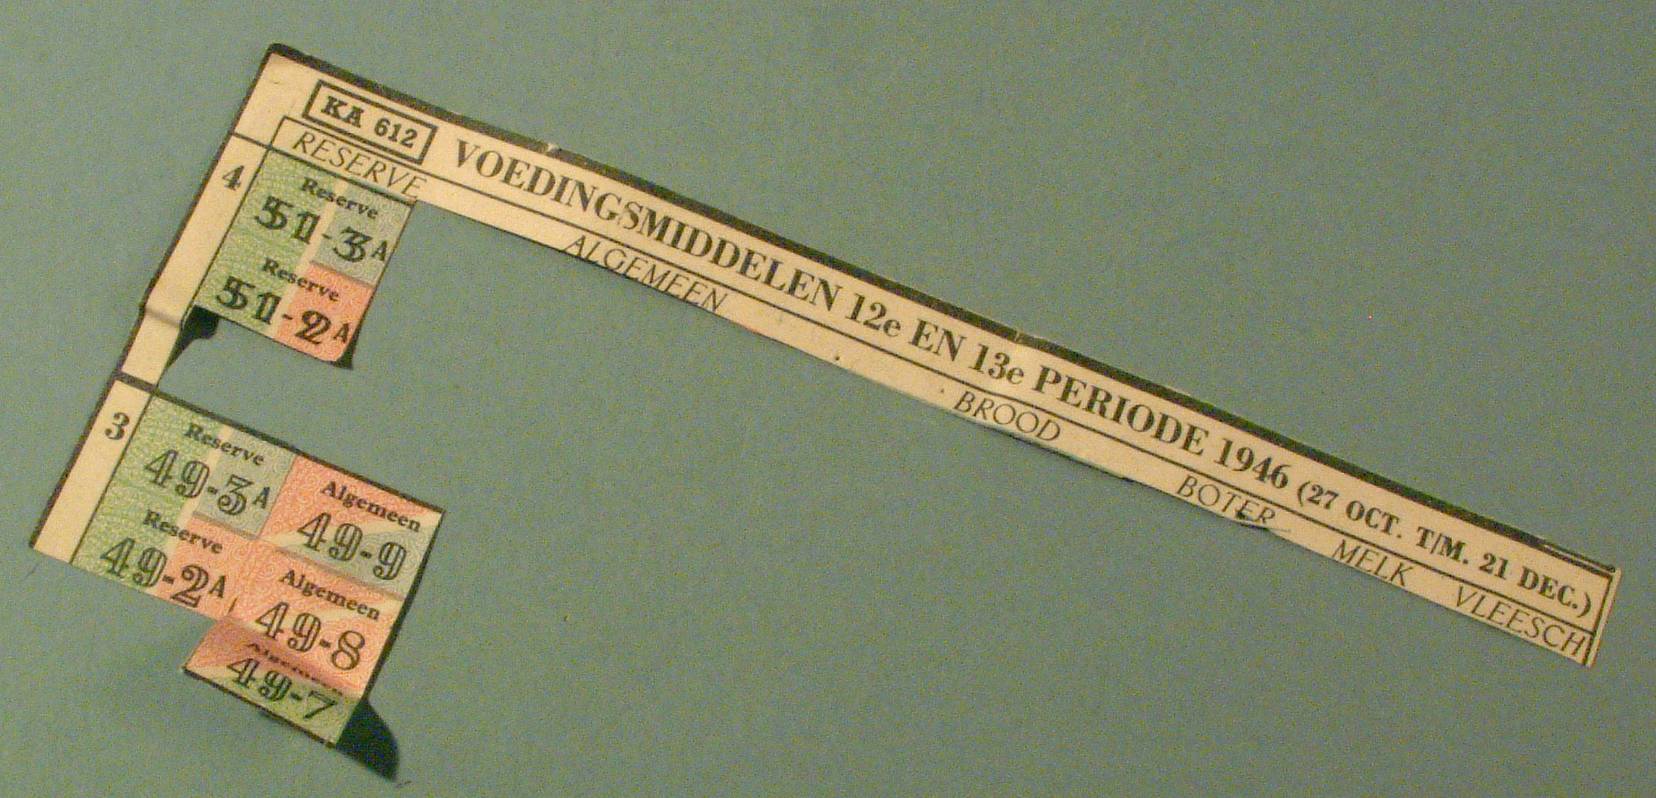 KA 612 VOEDINGSMIDDELEN 12e EN 13e PERIODE 1946 (27 OCT. T/M. 21 DEC.)
RESERVE ALGEMEEN BROOD BOTER MELK VLEESCH
4
Reserve
51-3A
Reserve
51-2A
3
Reserve
49-3A
Algemeen
49-9
Reserve
49-2A
Algemeen
49-8
Algemeen
49-7